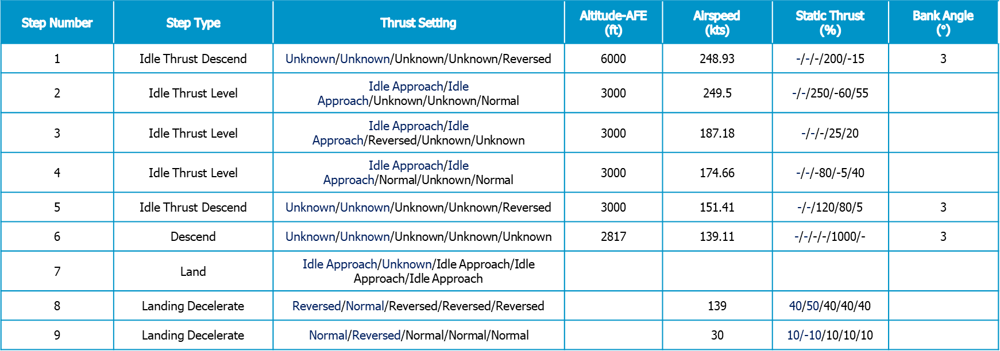 Step Number Step Type Thrust Setting Altitude-AFE (ft) Airspeed (kts) Static Thrust (%) Bank Angle (°)
1 Idle Thrust Descend Unknown/Unknown/Unknown/Unknown/Reversed 6000 248.93 -/-/-/200/-15 3
2 Idle Thrust Level Idle Approach/Idle Approach/Unknown/Unknown/Normal 3000 249.5 -/-/250/-60/55
3 Idle Thrust Level Idle Approach/Idle Approach/Reversed/Unknown/Unknown 3000 187.18 -/-/-/25/20
4 Idle Thrust Level Idle Approach/Idle Approach/Normal/Unknown/Normal 3000 174.66 -/-/-80/-5/40
5 Idle Thrust Descend Unknown/Unknown/Unknown/Unknown/Reversed 3000 151.41 -/-/120/80/5 3
6 Descend Unknown/Unknown/Unknown/Unknown/Unknown 2817 139.11 -/-/-/-/1000/- 3
7 Land Idle Approach/Unknown/Idle Approach/Idle Approach/Idle Approach
8 Landing Decelerate Reversed/Normal/Reversed/Reversed/Reversed 139 40/50/40/40/40
9 Landing Decelerate Normal/Reversed/Normal/Normal/Normal 30 10/-10/10/10/10